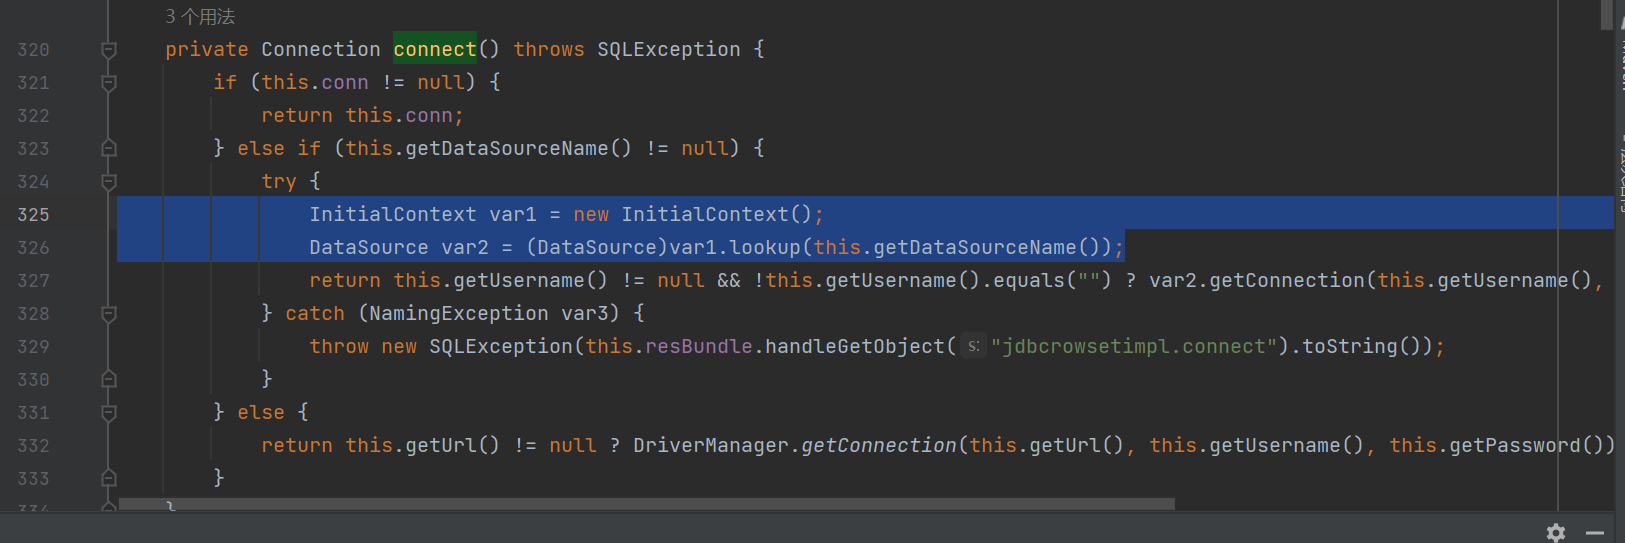 3 个用法
320 private Connection connect() throws SQLException {
321 if (this.conn != null) {
322 return this.conn;
323 } else if (this.getDataSourceName() != null) {
324 try {
325 InitialContext var1 = new InitialContext();
326 DataSource var2 = (DataSource)var1.lookup(this.getDataSourceName());
327 return this.getUsername() != null && !this.getUsername().equals("") ? var2.getConnection(this.getUsername(),
328 } catch (NamingException var3) {
329 throw new SQLException(this.resBundle.handleGetObject( s: "jdbcrowsetimpl.connect").toString());
330 }
331 } else {
332 return this.getUrl() != null ? DriverManager.getConnection(this.getUrl(), this.getUsername(), this.getPassword())
333 }
334 }